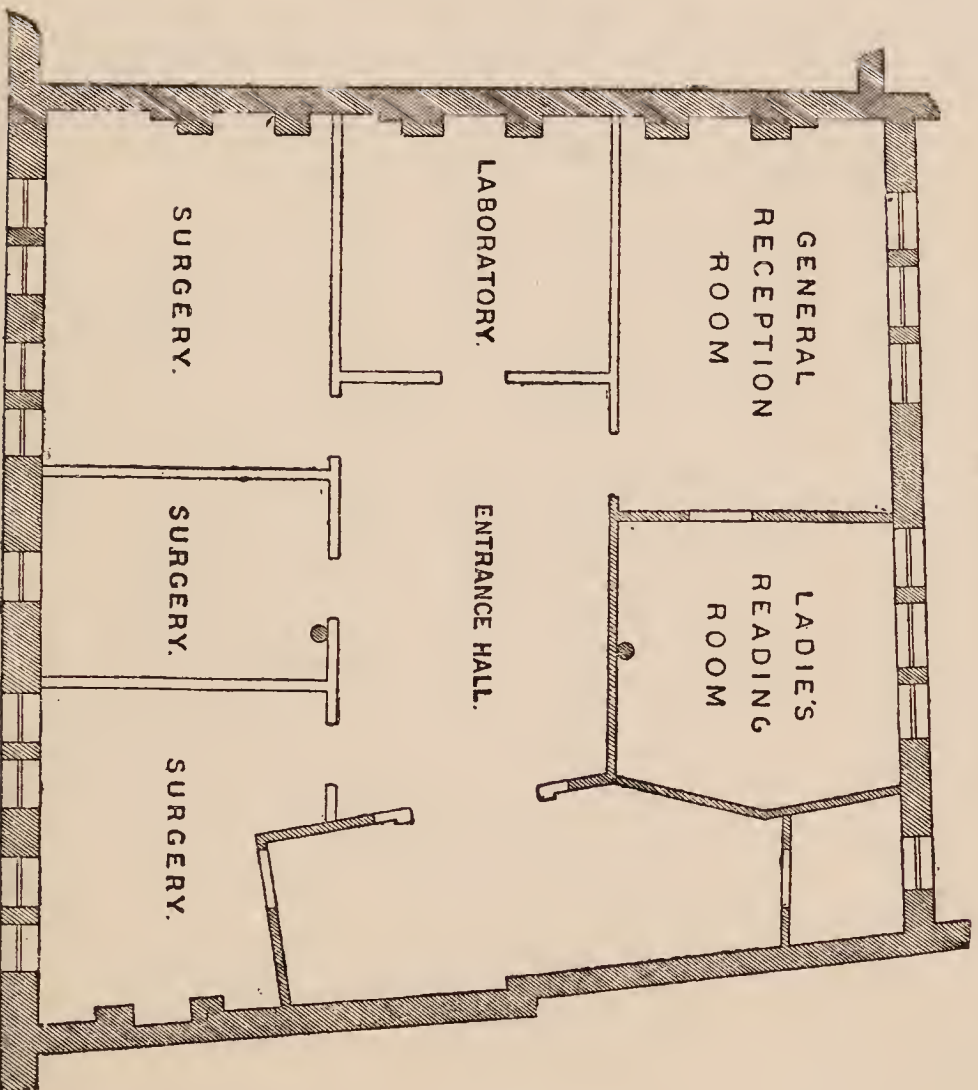 GENERAL
RECEPTION
ROOM
LADIE'S
READING
ROOM
LABORATORY.
ENTRANCE HALL.
SURGERY.
SURGERY.
SURGERY.